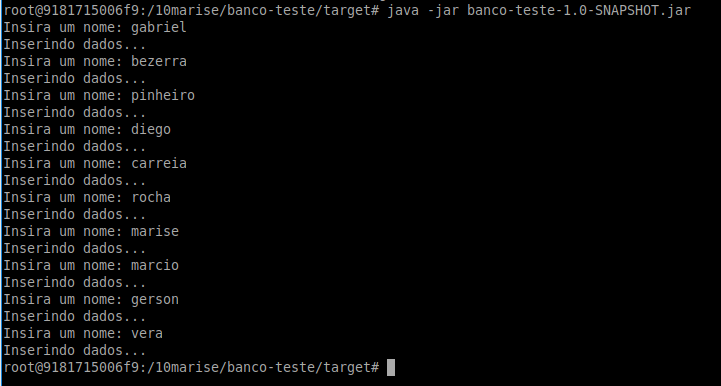 root@9181715006f9:/10marise/banco-teste/target# java -jar banco-teste-1.0-SNAPSHOT.jar
Insira um nome: gabriel
Inserindo dados...
Insira um nome: bezerra
Inserindo dados...
Insira um nome: pinheiro
Inserindo dados...
Insira um nome: diego
Inserindo dados...
Insira um nome: carreia
Inserindo dados...
Insira um nome: rocha
Inserindo dados...
Insira um nome: marise
Inserindo dados...
Insira um nome: marcio
Inserindo dados...
Insira um nome: gerson
Inserindo dados...
Insira um nome: vera
Inserindo dados...
root@9181715006f9:/10marise/banco-teste/target#